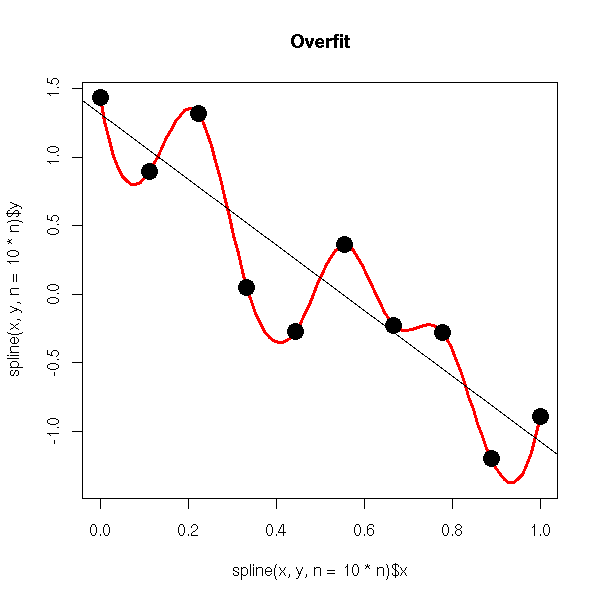 Overfit
1.5
1.0
0.5
0.0
-0.5
-1.0
spline(x, y, n = 10 * n)$y
0.0 0.2 0.4 0.6 0.8 1.0
spline(x, y, n = 10 * n)$x